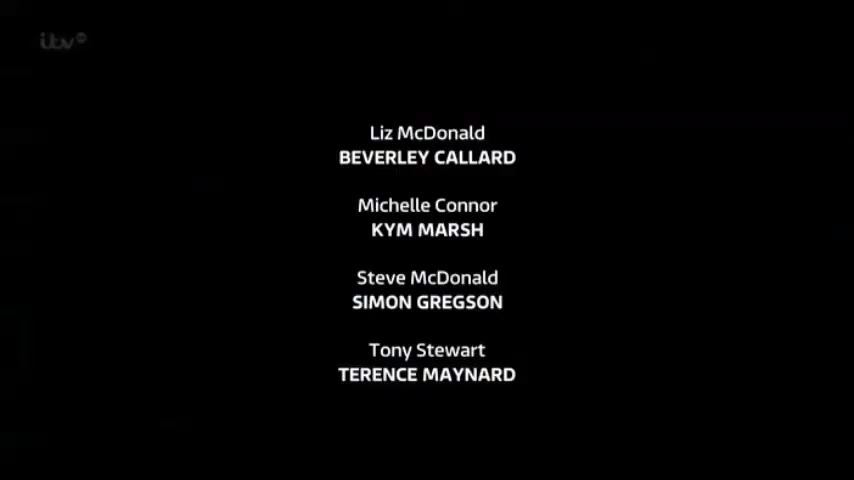 itv
Liz McDonald
BEVERLEY CALLARD
Michelle Connor
KYM MARSH
Steve McDonald
SIMON GREGSON
Tony Stewart
TERENCE MAYNARD